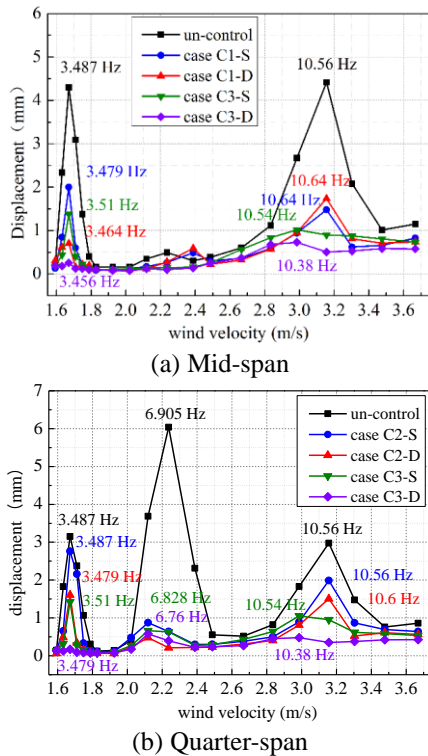 Displacement (mm)
6
5
4
3
2
1
0
un-control
case C1-S
case C1-D
case C3-S
case C3-D
3.487 Hz
3.479 Hz
3.51 Hz
3.464 Hz
3.456 Hz
10.56 Hz
10.64 Hz
10.54 Hz
10.64 Hz
10.38 Hz
1.6 1.8 2.0 2.2 2.4 2.6 2.8 3.0 3.2 3.4 3.6
wind velocity (m/s)
(a) Mid-span
displacement (mm)
7
6
5
4
3
2
1
0
un-control
case C2-S
case C2-D
case C3-S
case C3-D
6.905 Hz
3.487 Hz
3.487 Hz
3.479 Hz
3.51 Hz
3.479 Hz
6.828 Hz
6.76 Hz
10.56 Hz
10.56 Hz
10.54 Hz
10.6 Hz
10.38 Hz
1.6 1.8 2.0 2.2 2.4 2.6 2.8 3.0 3.2 3.4 3.6
wind velocity (m/s)
(b) Quarter-span